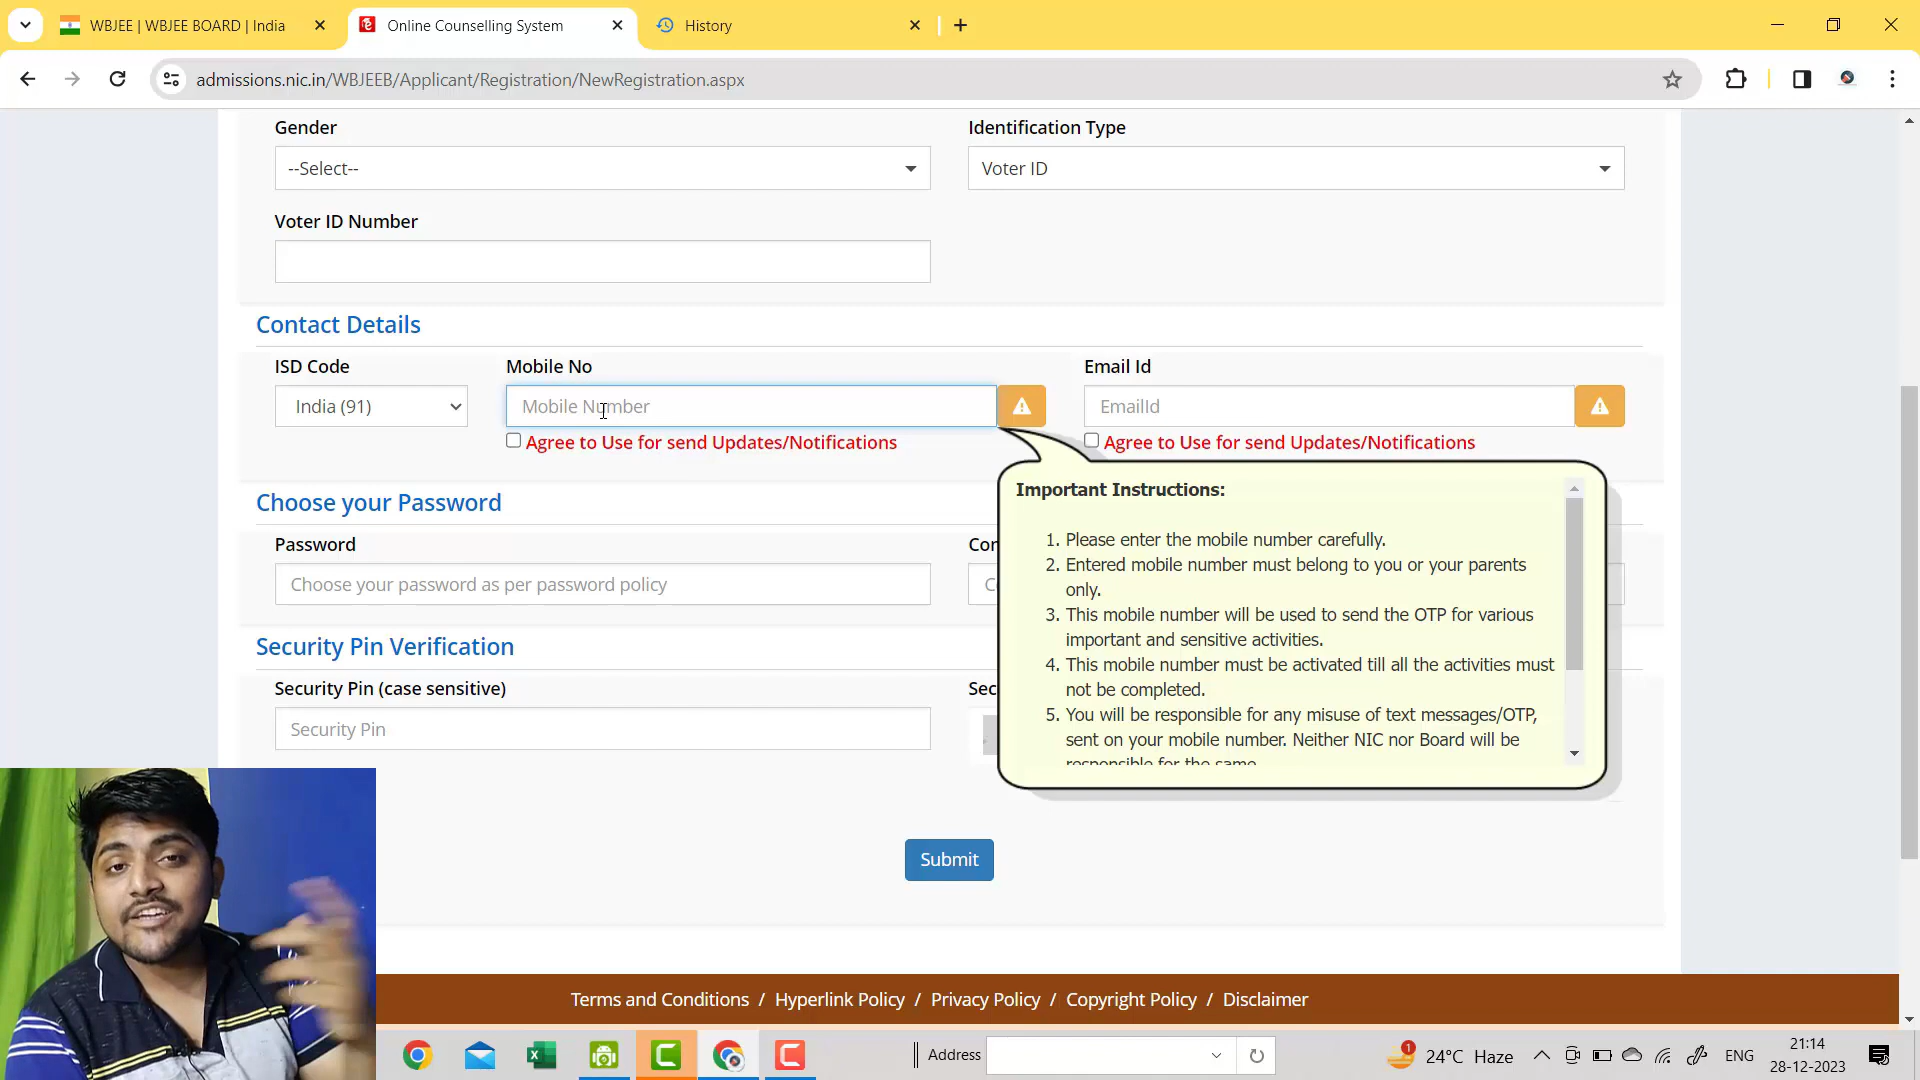 WBJEE | WBJEE BOARD | India
Online Counselling System
History
admissions.nic.in/WBJEEB/Applicant/Registration/NewRegistration.aspx
Gender
Identification Type
--Select--
Voter ID
Voter ID Number
Contact Details
ISD Code
Mobile No
Email Id
India (91)
Mobile Number
EmailId
Agree to Use for send Updates/Notifications
Agree to Use for send Updates/Notifications
Important Instructions:
1. Please enter the mobile number carefully.
2. Entered mobile number must belong to you or your parents
only.
3. This mobile number will be used to send the OTP for various
important and sensitive activities.
4. This mobile number must be activated till all the activities must
not be completed.
5. You will be responsible for any misuse of text messages/OTP,
sent on your mobile number. Neither NIC nor Board will be
responsible for the same.
Choose your Password
Password
Choose your password as per password policy
Security Pin Verification
Security Pin (case sensitive)
Security Pin
Submit
Terms and Conditions / Hyperlink Policy / Privacy Policy / Copyright Policy / Disclaimer
Address
1
24°C Haze
ENG
21:14
28-12-2023